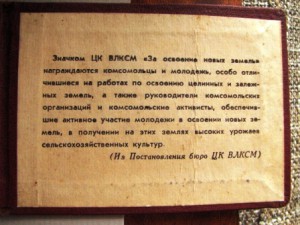 Значком ЦК ВЛКСМ «За освоение новых земель»
награждаются комсомольцы и молодежь, особо отли-
чившиеся на работах по освоению целинных и залеж-
ных земель, а также руководители комсомольских
организаций и комсомольские активисты, обеспечив-
шие активное участие молодежи в освоении новых зе-
мель, в получении на этих землях высоких урожаев
сельскохозяйственных культур.
(Из Постановления бюро ЦК ВЛКСМ)